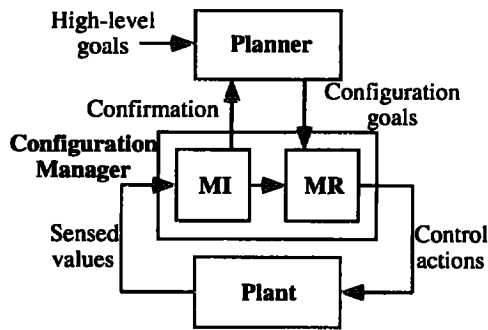 High-level
goals
Planner
Confirmation
Configuration
goals
Configuration
Manager
MI
MR
Sensed
values
Control
actions
Plant